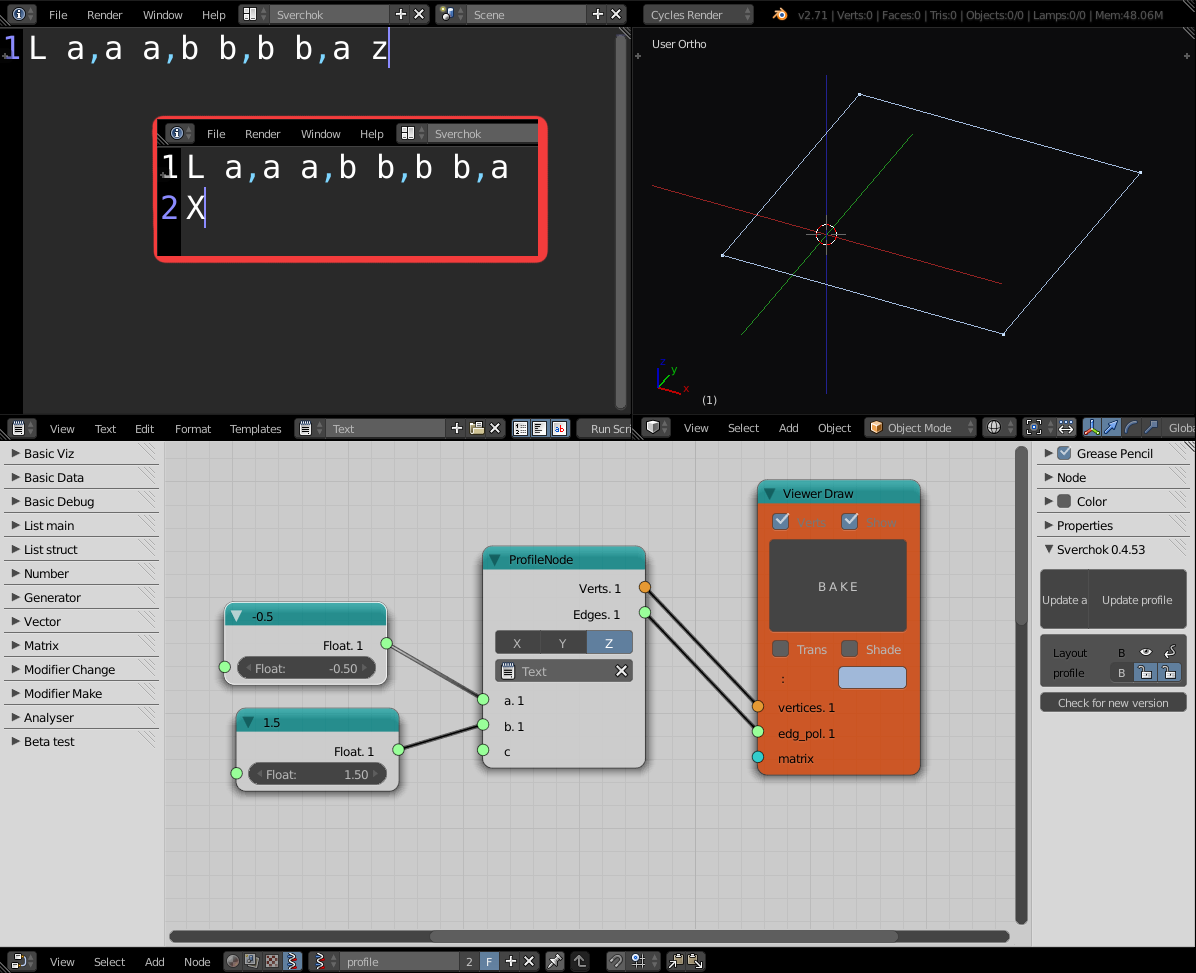 File Render Window Help Sverchok Scene Cycles Render v2.71 | Verts:0 | Faces:0 | Tris:0 | Objects:0/0 | Lamps:0/0 | Mem:48.06M
1 L a,a a,b b,b b,a z
User Ortho
File Render Window Help Sverchok
1 L a,a a,b b,b b,a
2 X
z
y
x
(1)
View Text Edit Format Templates Text Run Scri
View Select Add Object Object Mode Globa
Basic Viz
Basic Data
Basic Debug
List main
List struct
Number
Generator
Vector
Matrix
Modifier Change
Modifier Make
Analyser
Beta test
-0.5
Float. 1
Float: -0.50
1.5
Float. 1
Float: 1.50
ProfileNode
Verts. 1
Edges. 1
X Y Z
Text
a. 1
b. 1
c
Viewer Draw
Verts Show
BAKE
Trans Shade
:
vertices. 1
edg_pol. 1
matrix
Grease Pencil
Node
Color
Properties
Sverchok 0.4.53
Update a Update profile
Layout B
profile B
Check for new version
View Select Add Node profile 2 F